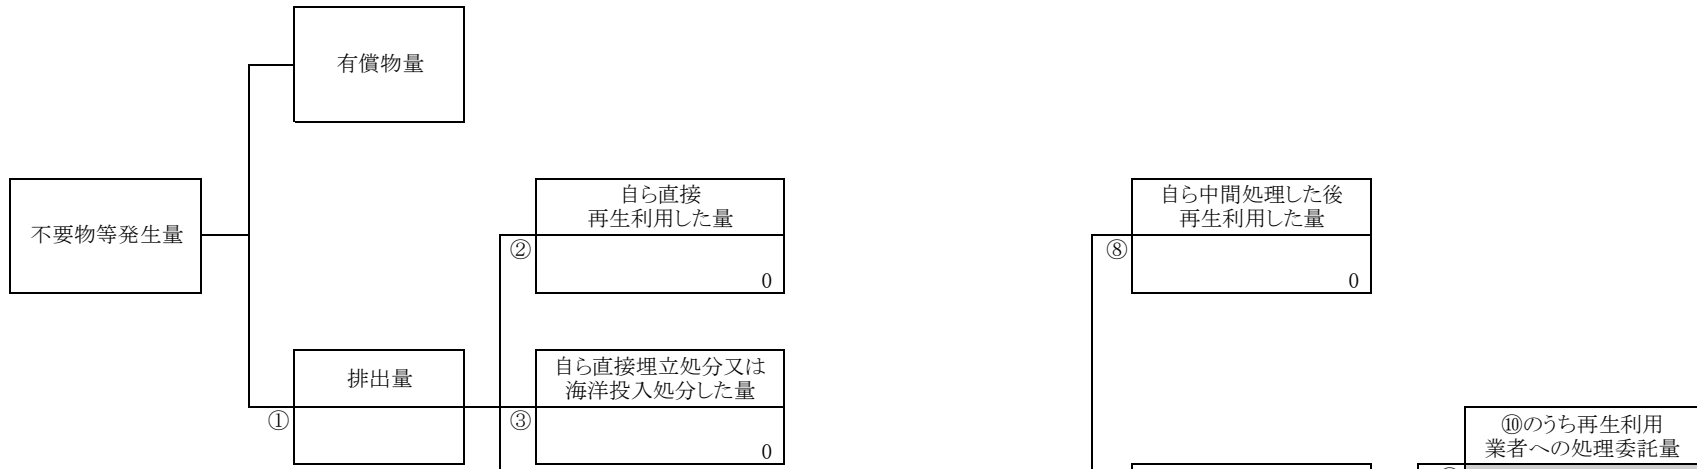 有償物量
不要物等発生量
自ら直接
再生利用した量
②
0
自ら中間処理した後
再生利用した量
⑧
0
排出量
①
自ら直接埋立処分又は
海洋投入処分した量
③
0
⑩のうち再生利用
業者への処理委託量